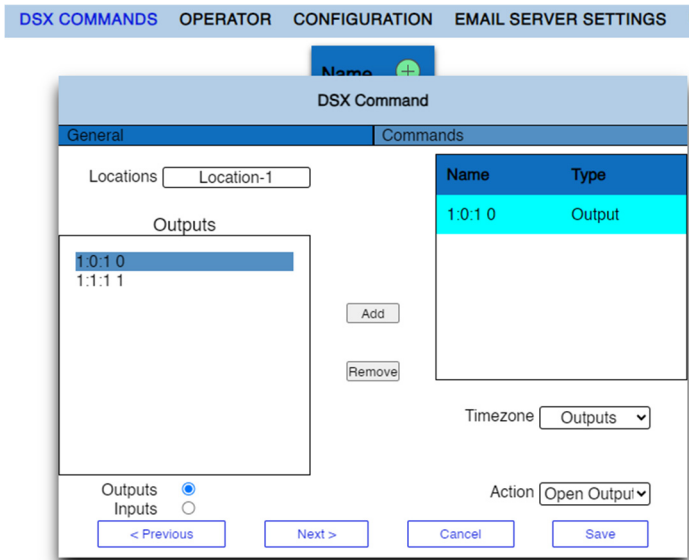 DSX COMMANDS OPERATOR CONFIGURATION EMAIL SERVER SETTINGS
Name
DSX Command
General Commands
Locations Location-1
Name Type
1:0:1 0 Output
Outputs
1:0:1 0
1:1:1 1
Add
Remove
Timezone Outputs
Outputs
Inputs
Action Open Output
< Previous Next > Cancel Save